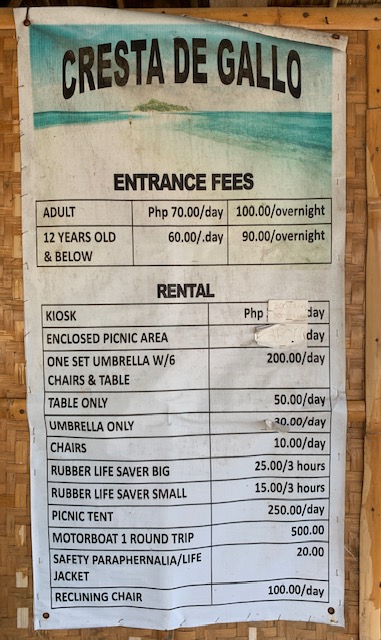 CRESTA DE GALLO
ENTRANCE FEES
ADULT Php 70.00/day 100.00/overnight
12 YEARS OLD 60.00/.day 90.00/overnight
& BELOW
RENTAL
KIOSK Php day
ENCLOSED PICNIC AREA day
ONE SET UMBRELLA W/6 200.00/day
CHAIRS & TABLE
TABLE ONLY 50.00/day
UMBRELLA ONLY 30.00/day
CHAIRS 10.00/day
RUBBER LIFE SAVER BIG 25.00/3 hours
RUBBER LIFE SAVER SMALL 15.00/3 hours
PICNIC TENT 250.00/day
MOTORBOAT 1 ROUND TRIP 500.00
SAFETY PARAPHERNALIA/LIFE 20.00
JACKET
RECLINING CHAIR 100.00/day